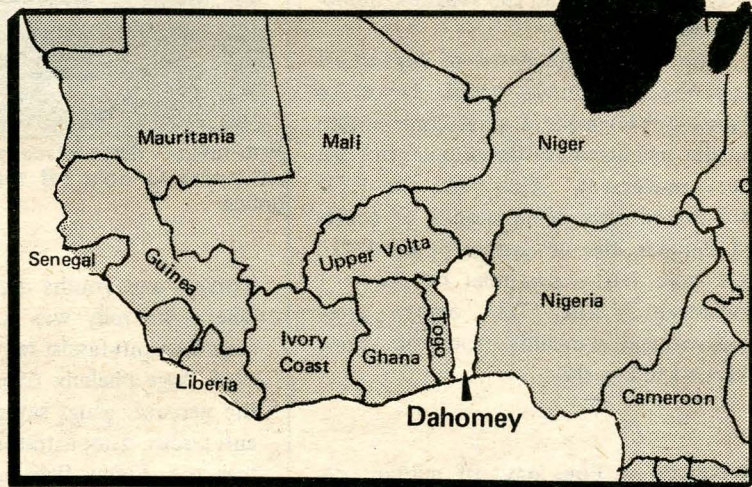 Mauritania
Mali
Niger
Senegal
Guinea
Upper Volta
Nigeria
Ivory
Coast
Ghana
Togo
Liberia
Cameroon
Dahomey